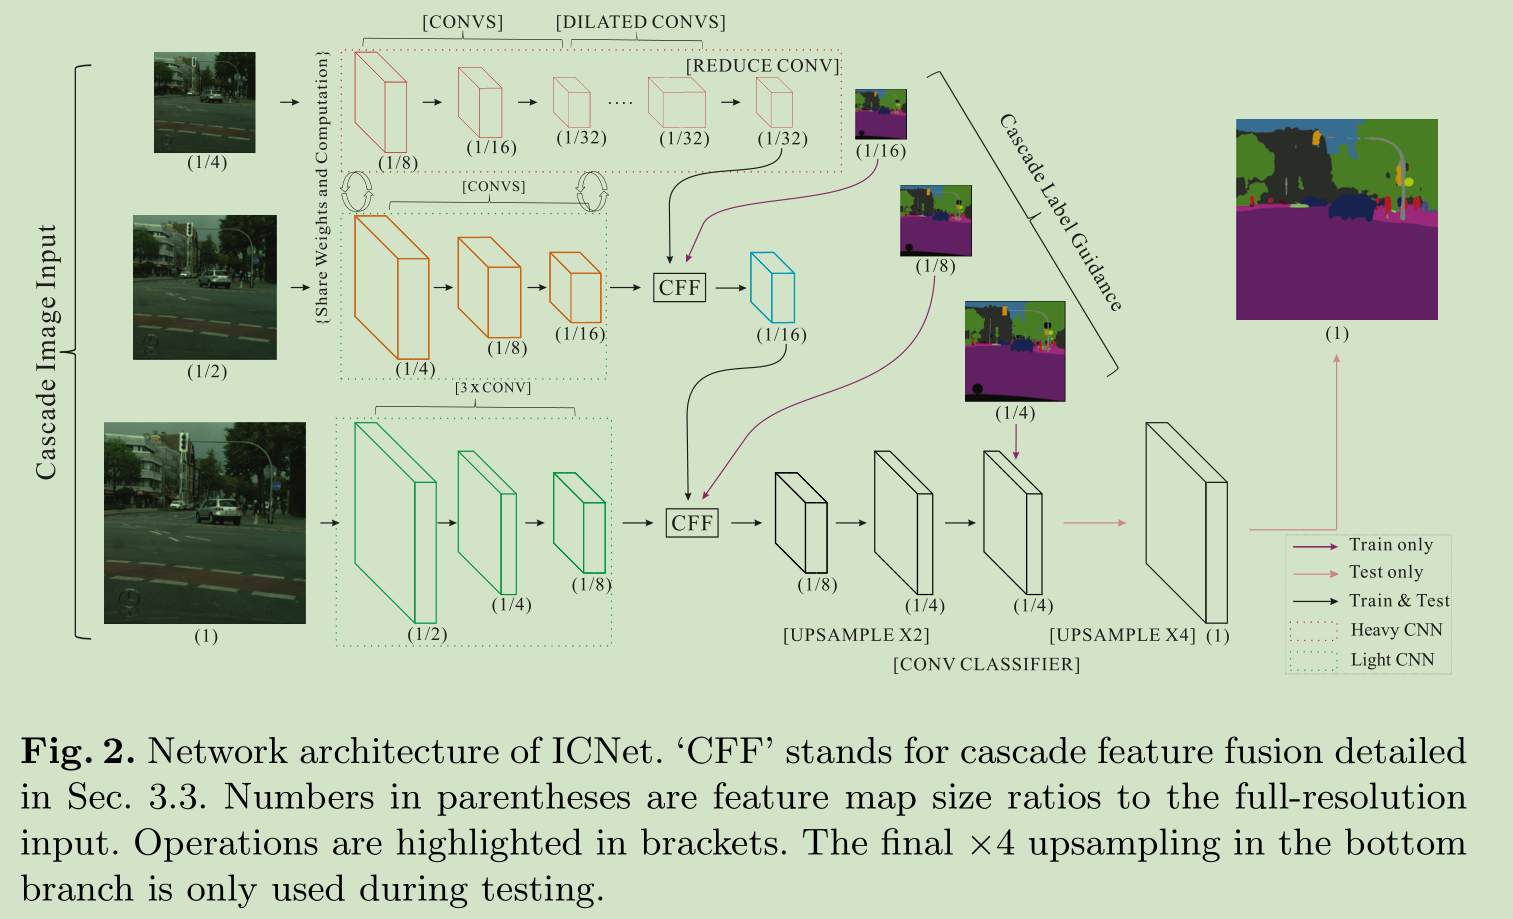 [CONVS]
[DILATED CONVS]
[REDUCE CONV]
(1/4)
(1/8)
(1/16)
(1/32)
....
(1/32)
(1/32)
(1/16)
{Share Weights and Computation}
Cascade Label Guidance
Cascade Image Input
[CONVS]
(1/2)
(1/4)
(1/8)
(1/16)
CFF
(1/16)
(1/8)
(1)
[3 x CONV]
(1/4)
(1)
(1/2)
(1/4)
(1/8)
CFF
(1/8)
(1/4)
(1/4)
[UPSAMPLE X2]
[UPSAMPLE X4] (1)
[CONV CLASSIFIER]
Train only
Test only
Train & Test
Heavy CNN
Light CNN
Fig. 2. Network architecture of ICNet. ‘CFF’ stands for cascade feature fusion detailed
in Sec. 3.3. Numbers in parentheses are feature map size ratios to the full-resolution
input. Operations are highlighted in brackets. The final ×4 upsampling in the bottom
branch is only used during testing.